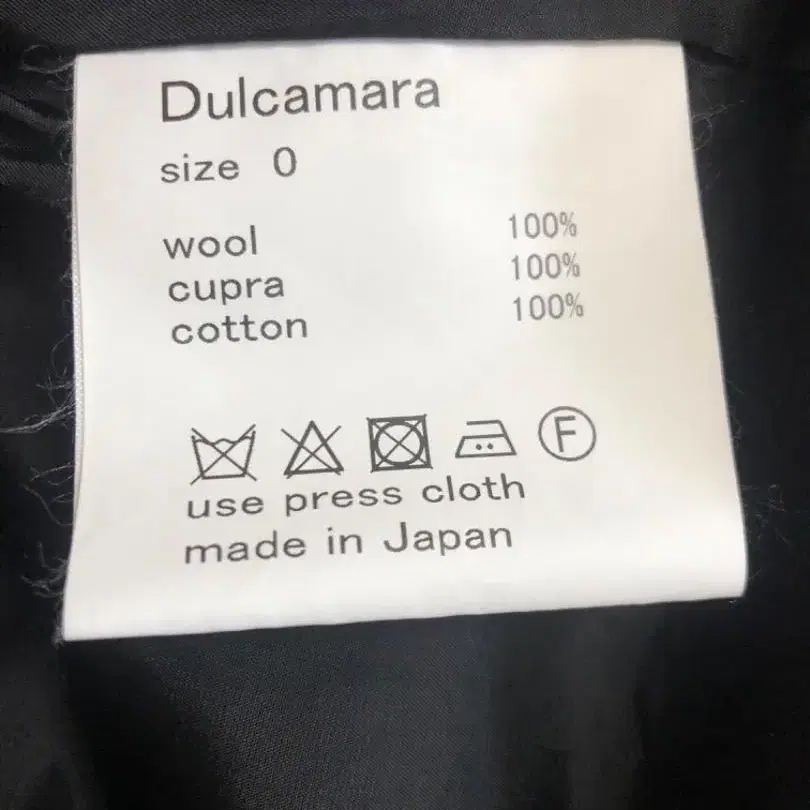 Dulcamara
size 0
wool 100%
cupra 100%
cotton 100%
F
use press cloth
made in Japan